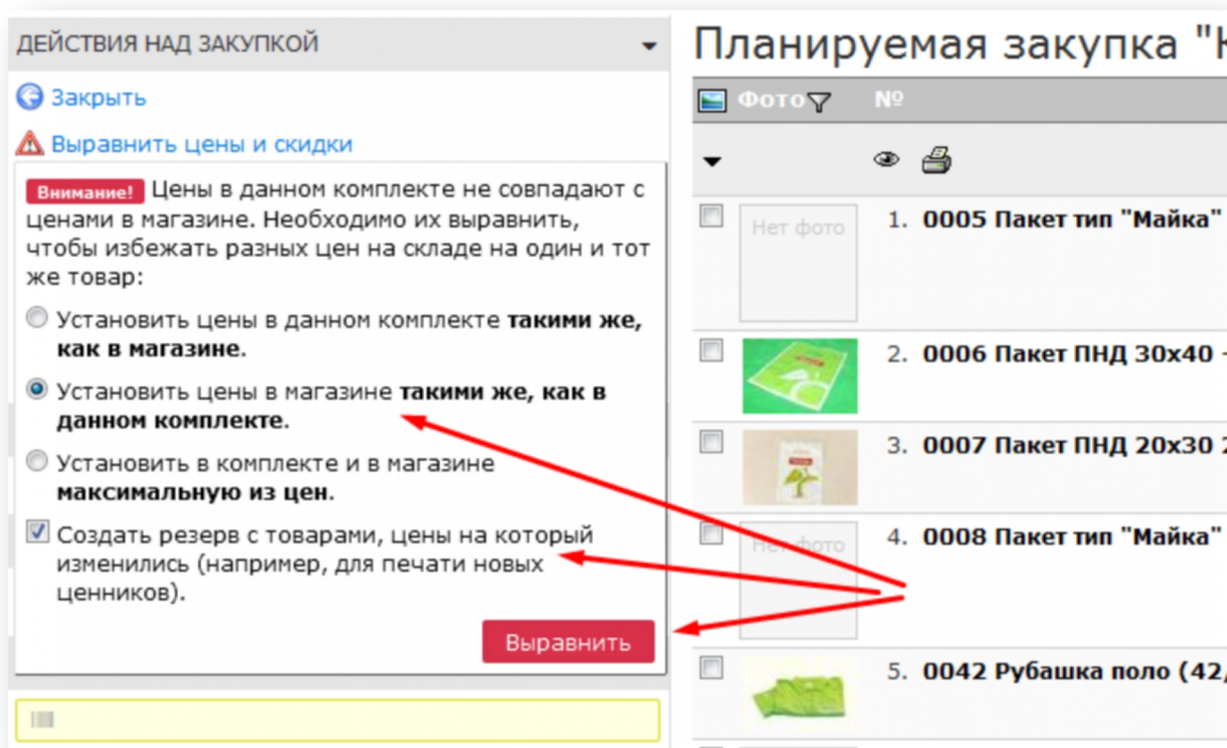 ДЕЙСТВИЯ НАД ЗАКУПКОЙ
Закрыть
Выравнить цены и скидки
Внимание! Цены в данном комплекте не совпадают с
ценами в магазине. Необходимо их выравнить,
чтобы избежать разных цен на складе на один и тот
же товар:
Установить цены в данном комплекте такими же,
как в магазине.
Установить цены в магазине такими же, как в
данном комплекте.
Установить в комплекте и в магазине
максимальную из цен.
Создать резерв с товарами, цены на который
изменились (например, для печати новых
ценников).
Выравнить
Планируемая закупка "К
Фото №
Нет фото 1. 0005 Пакет тип "Майка"
2. 0006 Пакет ПНД 30х40 -
3. 0007 Пакет ПНД 20х30 2
Нет фото 4. 0008 Пакет тип "Майка"
5. 0042 Рубашка поло (42,